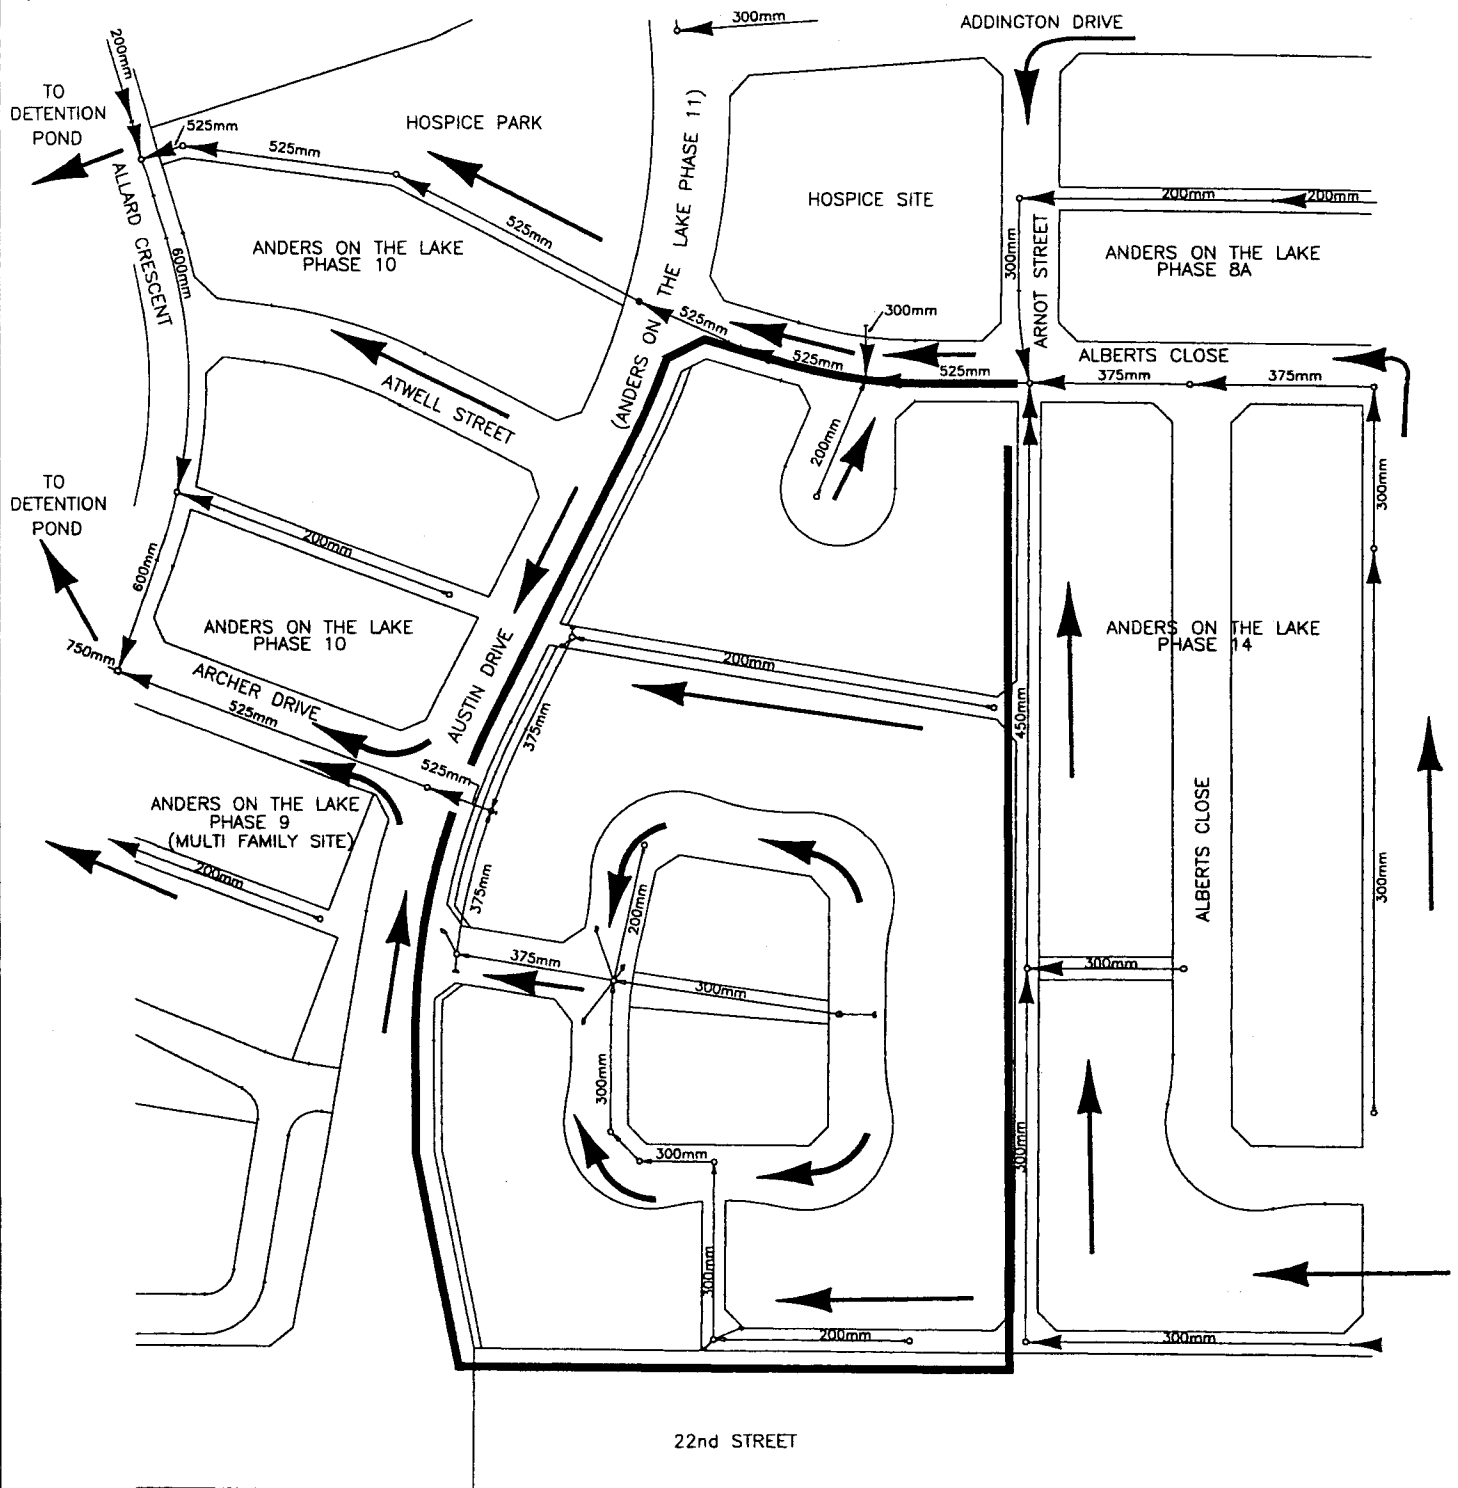 300mm
ADDINGTON DRIVE
200mm
TO
DETENTION
POND
525mm
525mm
HOSPICE PARK
(ANDERS ON THE LAKE PHASE 11)
HOSPICE SITE
200mm
200mm
ALLARD CRESCENT
525mm
ANDERS ON THE LAKE
PHASE 10
600mm
300mm
ARNOT STREET
ANDERS ON THE LAKE
PHASE 8A
525mm
300mm
525mm
525mm
ALBERTS CLOSE
375mm
375mm
ATWELL STREET
200mm
300mm
TO
DETENTION
POND
200mm
600mm
ANDERS ON THE LAKE
PHASE 10
750mm
ARCHER DRIVE
525mm
AUSTIN DRIVE
200mm
375mm
450mm
ANDERS ON THE LAKE
PHASE 14
525mm
ANDERS ON THE LAKE
PHASE 9
(MULTI FAMILY SITE)
200mm
375mm
200mm
ALBERTS CLOSE
300mm
375mm
300mm
300mm
300mm
300mm
300mm
300mm
200mm
300mm
22nd STREET